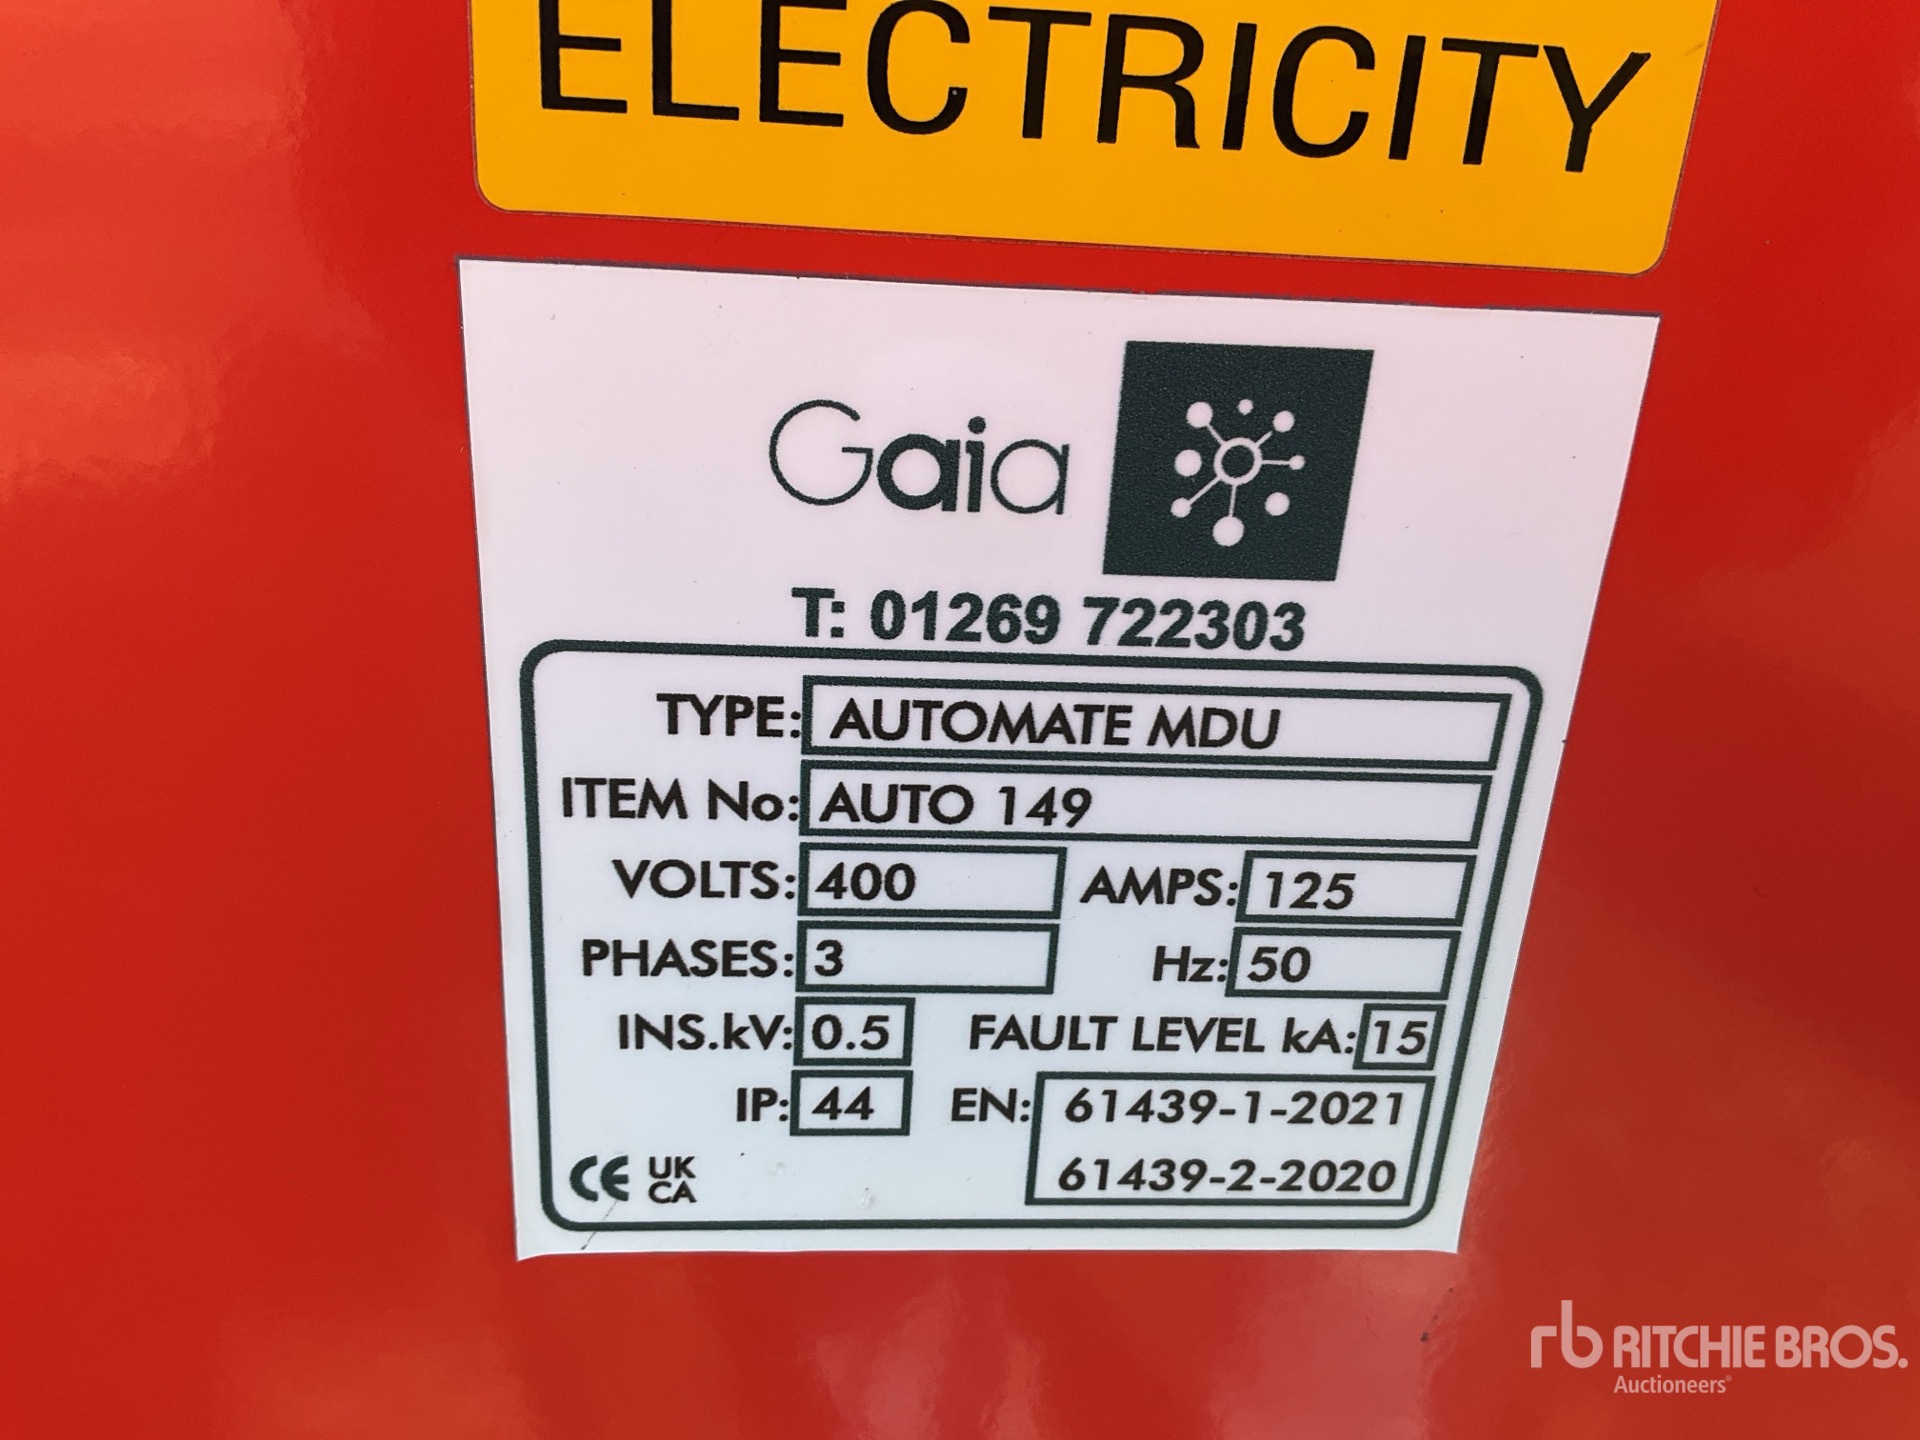 ELECTRICITY
Gaia
T: 01269 722303
TYPE: AUTOMATE MDU
ITEM No: AUTO 149
VOLTS: 400 AMPS: 125
PHASES: 3 Hz: 50
INS.kV: 0.5 FAULT LEVEL kA: 15
IP: 44 EN: 61439-1-2021
61439-2-2020
CE UK
CA
rb RITCHIE BROS.
Auctioneers